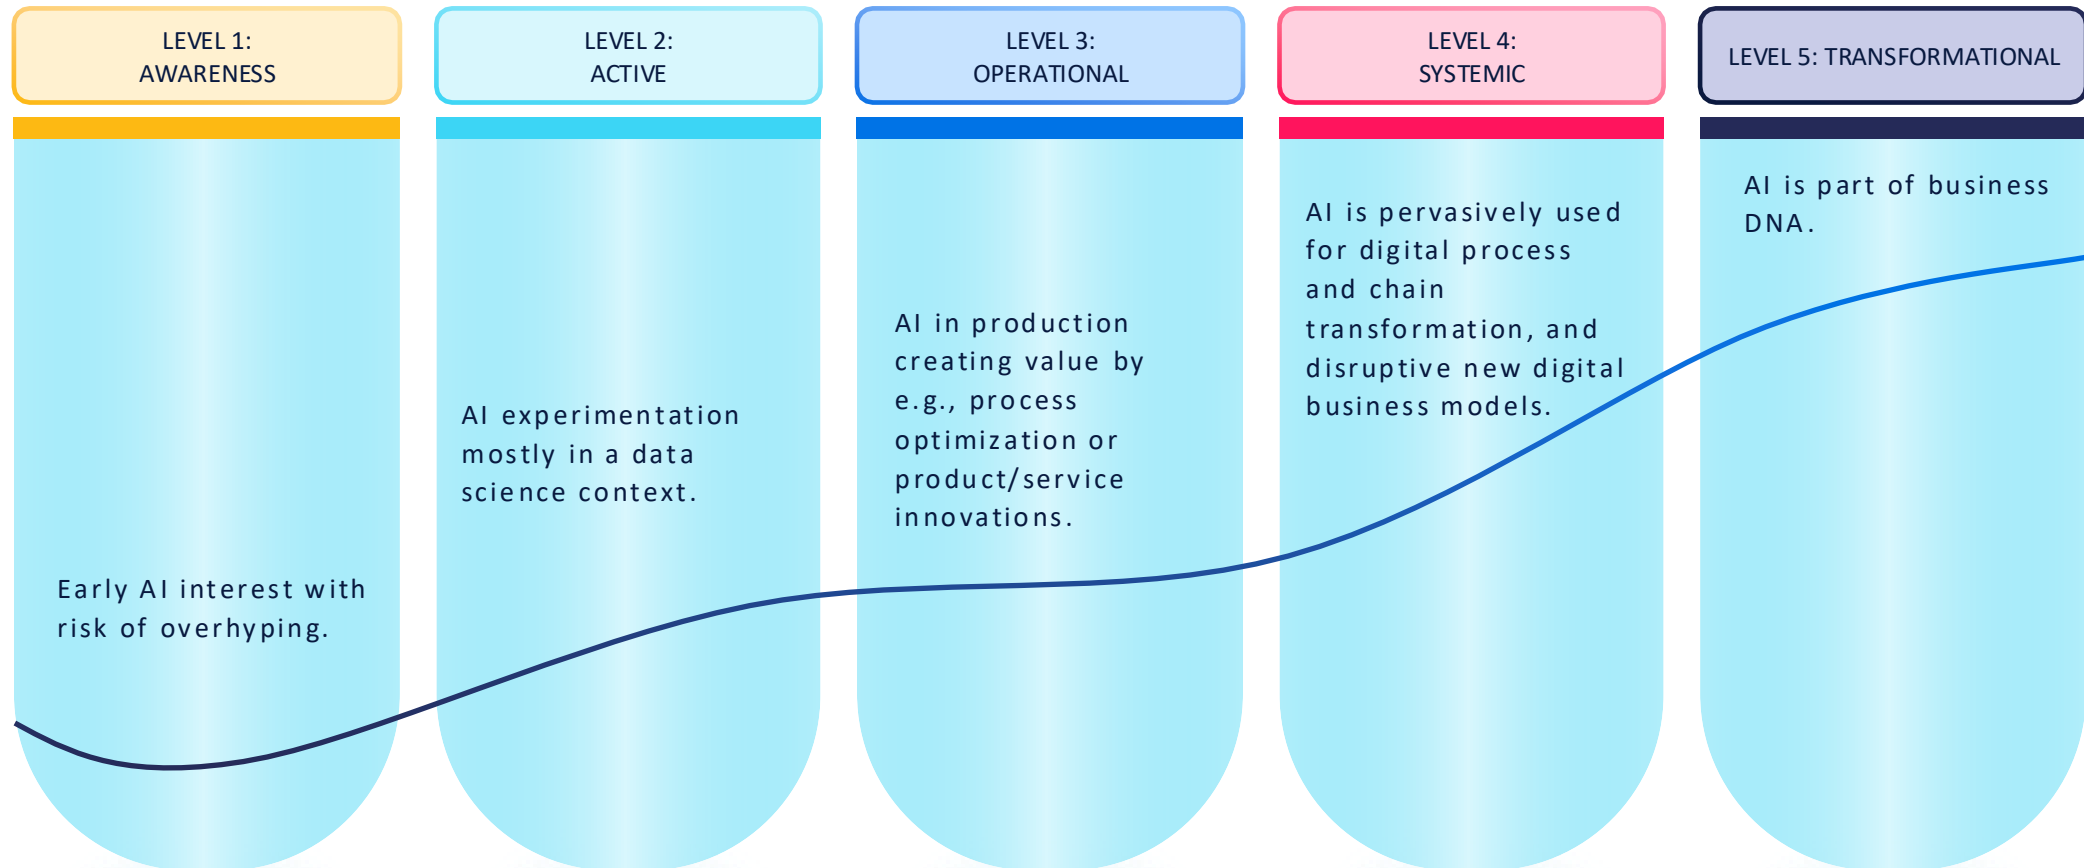 LEVEL 1:
AWARENESS
LEVEL 2:
ACTIVE
LEVEL 3:
OPERATIONAL
LEVEL 4:
SYSTEMIC
LEVEL 5: TRANSFORMATIONAL
Early AI interest with
risk of overhyping.
AI experimentation
mostly in a data
science context.
AI in production
creating value by
e.g., process
optimization or
product/service
innovations.
AI is pervasively used
for digital process
and chain
transformation, and
disruptive new digital
business models.
AI is part of business
DNA.